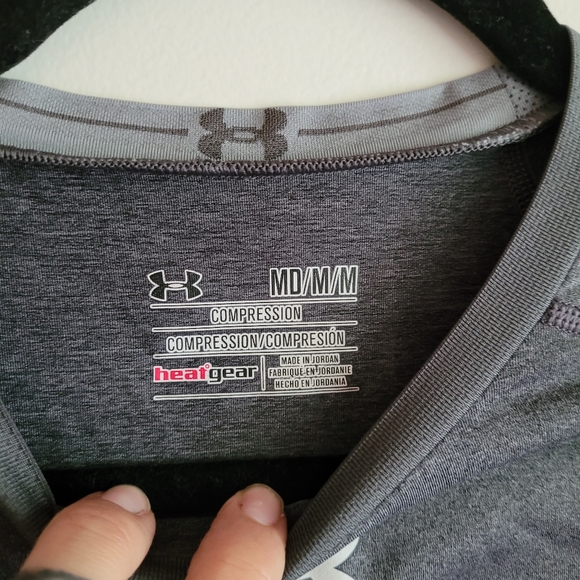 MD/M/M
COMPRESSION
COMPRESSION/COMPRESIÓN
heatgear
MADE IN JORDAN
FABRIQUE EN JORDANIE
HECHO EN JORDANIA